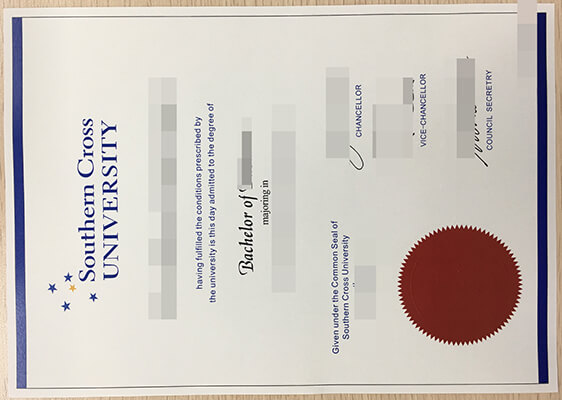 Southern Cross
UNIVERSITY
having fulfilled the conditions prescribed by
the university is this day admitted to the degree of
Bachelor of
majoring in
Given under the Common Seal of
Southern Cross University
CHANCELLOR
VICE-CHANCELLOR
COUNCIL SECRETRY